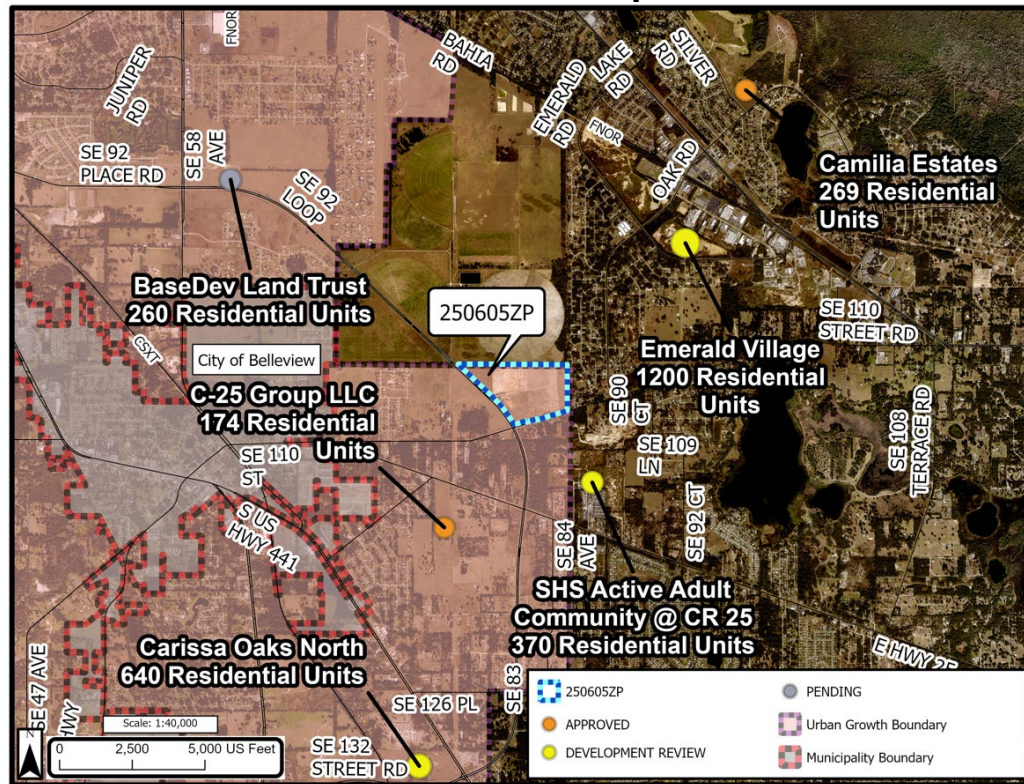 FNOR
BAHIA
RD
SILVER
RD
LAKE
RD
EMERALD
RD
JUNIPER
RD
FNOR
OAK RD
SE 92
PLACE RD
SE 58
AVE
SE 92
LOOP
Camilia Estates
269 Residential
Units
BaseDev Land Trust
260 Residential Units
250605ZP
SE 110
STREET RD
CSXT
City of Belleview
Emerald Village
1200 Residential
Units
C-25 Group LLC
174 Residential
Units
SE 90
CT
SE 109
LN
SE 108
TERRACE RD
SE 110
ST
S US
HWY 441
SE 92 CT
SE 84
AVE
SHS Active Adult
Community @ CR 25
370 Residential Units
Carissa Oaks North
640 Residential Units
E HWY 25
SE 47 AVE
HWY
SE 83
SE 126 PL
SE 132
STREET RD
Scale: 1:40,000
0 2,500 5,000 US Feet
250605ZP
APPROVED
DEVELOPMENT REVIEW
PENDING
Urban Growth Boundary
Municipality Boundary